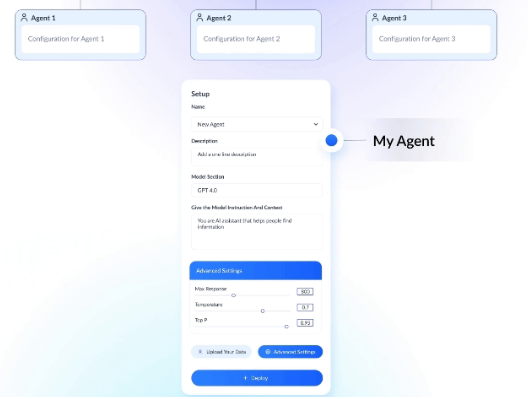 Agent 1
Configuration for Agent 1
Agent 2
Configuration for Agent 2
Agent 3
Configuration for Agent 3
Setup
Name
New Agent
My Agent
Description
Add a one line description
Model Section
GPT 4.0
Give the Model Instruction And Context
You are AI assistant that helps people find
information
Advanced Settings
Max Response
800
Temperature
0.7
Top P
0.95
Upload Your Data
Advanced Settings
+ Deploy